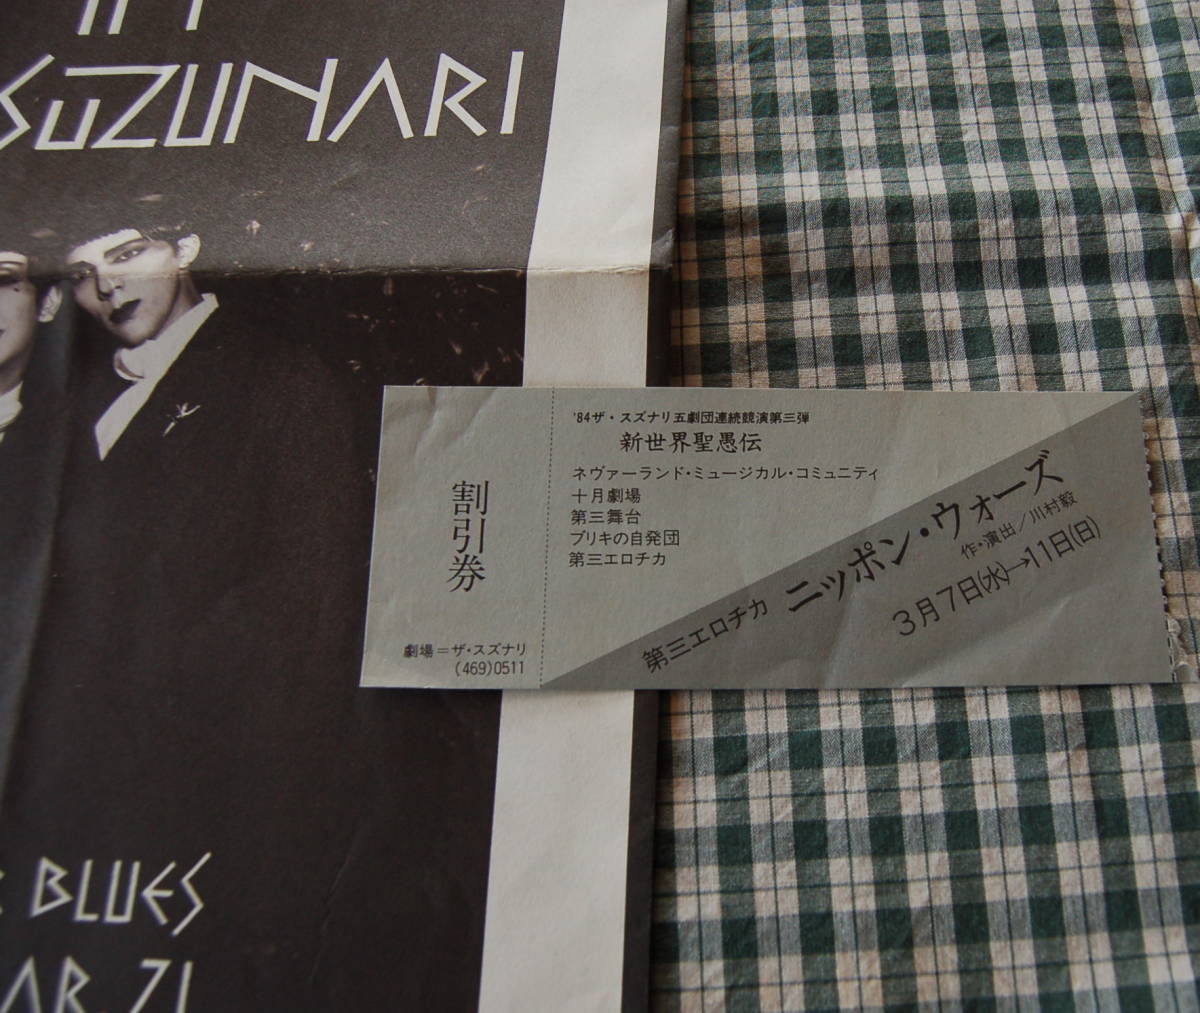 IN
SUZUNARI
BLUES
AR 21
割引券
劇場＝ザ・スズナリ
(469)0511
'84ザ・スズナリ五劇団連続競演第三弾
新世界聖愚伝
ネヴァーランド・ミュージカル・コミュニティ
十月劇場
第三舞台
ブリキの自発団
第三エロチカ
第三エロチカ ニッポン・ウォーズ
作・演出／川村毅
3月7日(水)→11日(日)